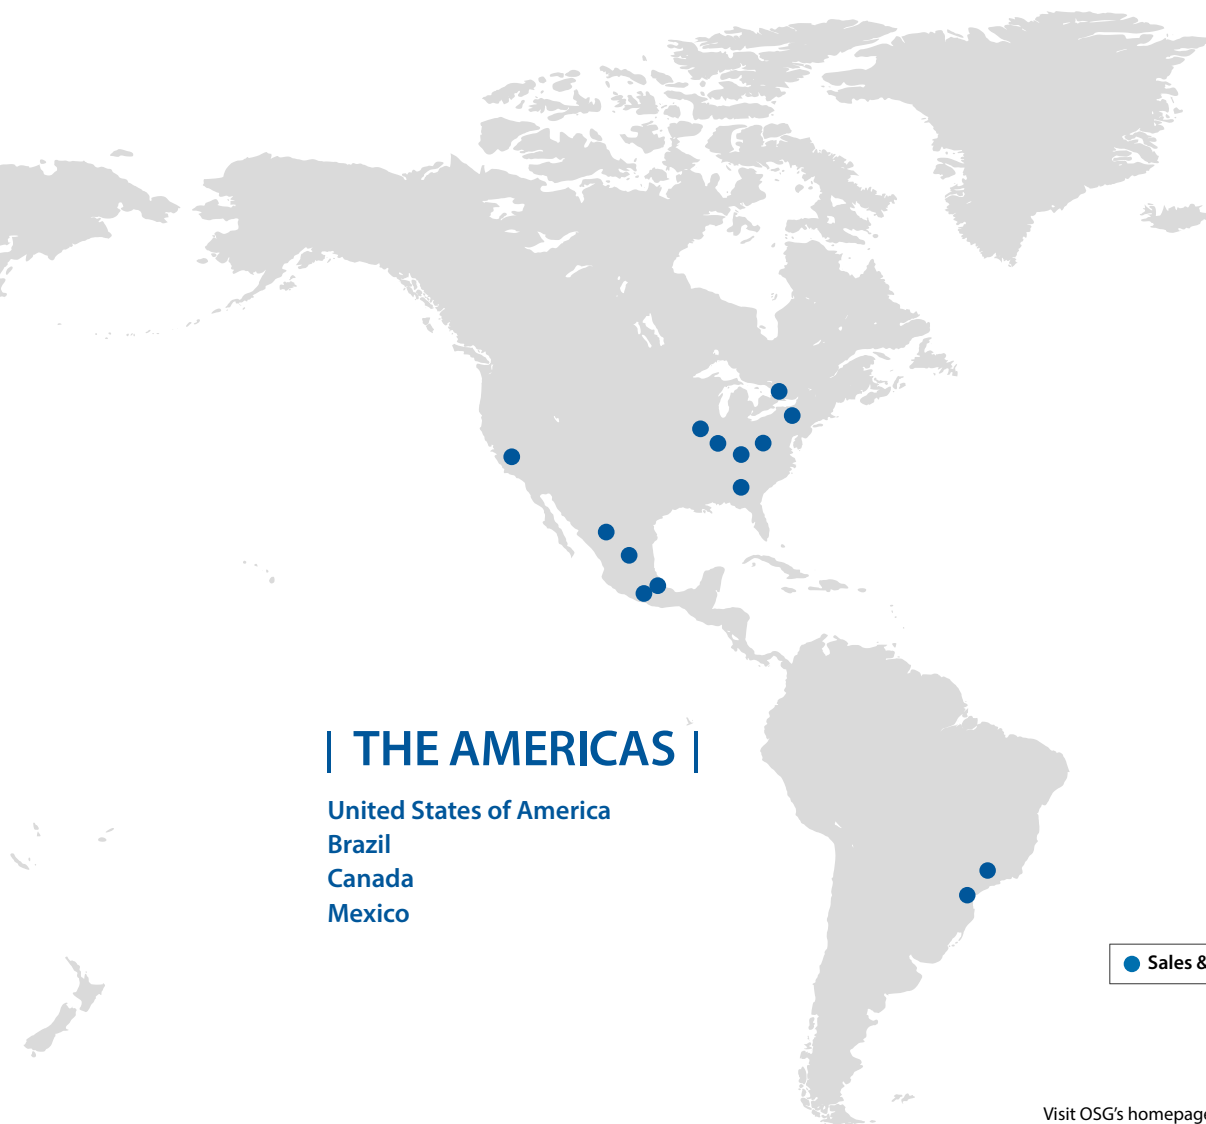 | THE AMERICAS |
United States of America
Brazil
Canada
Mexico
Sales &
Visit OSG's homepage